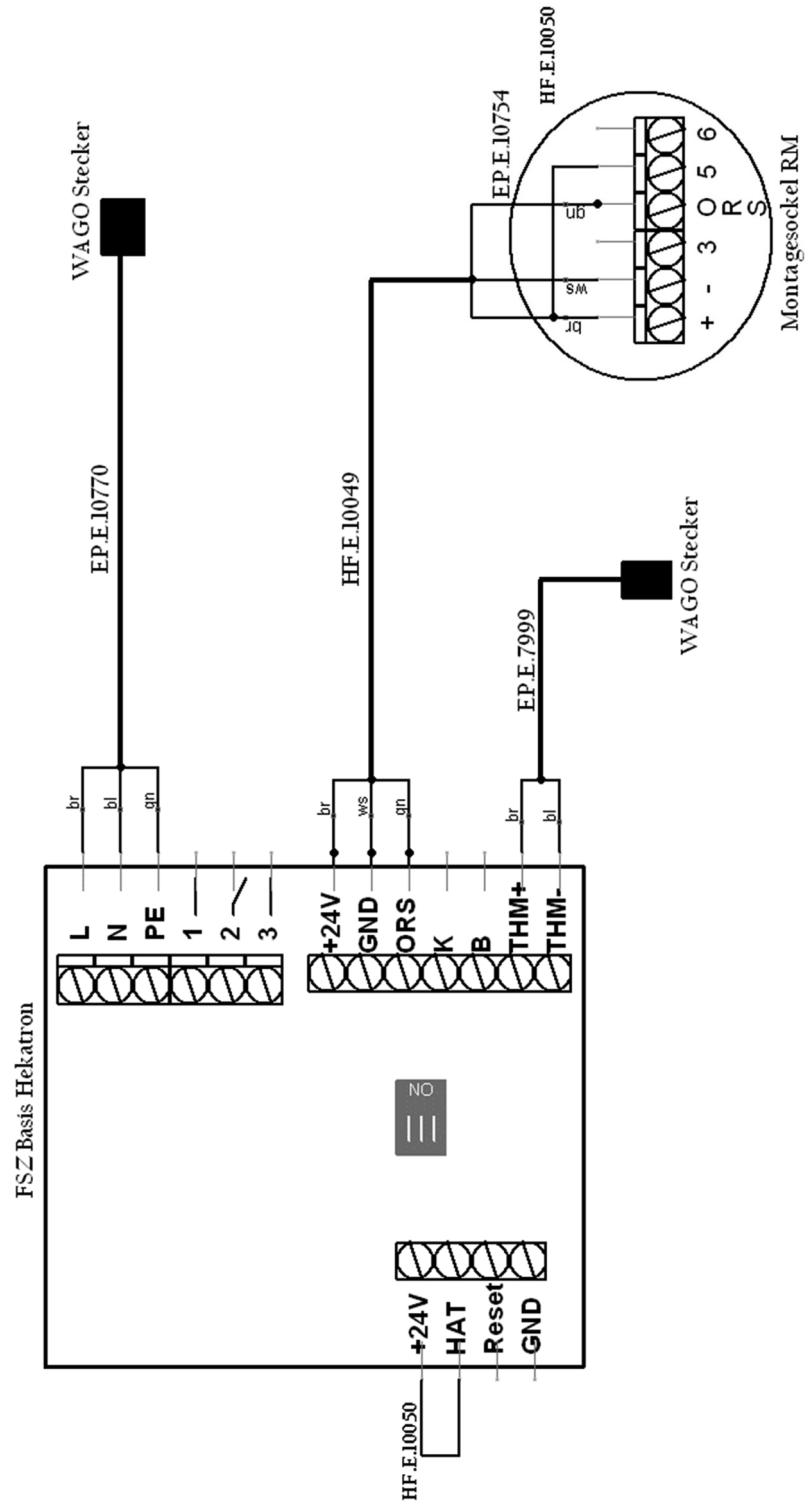 FSZ Basis Hekatron
L
N
PE
1
2
3
br
bl
gn
EP.E.10770
WAGO Stecker
+24V
GND
ORS
K
B
THM+
THM-
br
ws
gn
HF.E.10049
br
bl
EP.E.7999
WAGO Stecker
NO
+24V
HAT
Reset
GND
HF.E.10050
EP.E.10754
HF.E.10050
br
ws
gn
+
-
3
O
R
S
5
6
Montagesockel RM